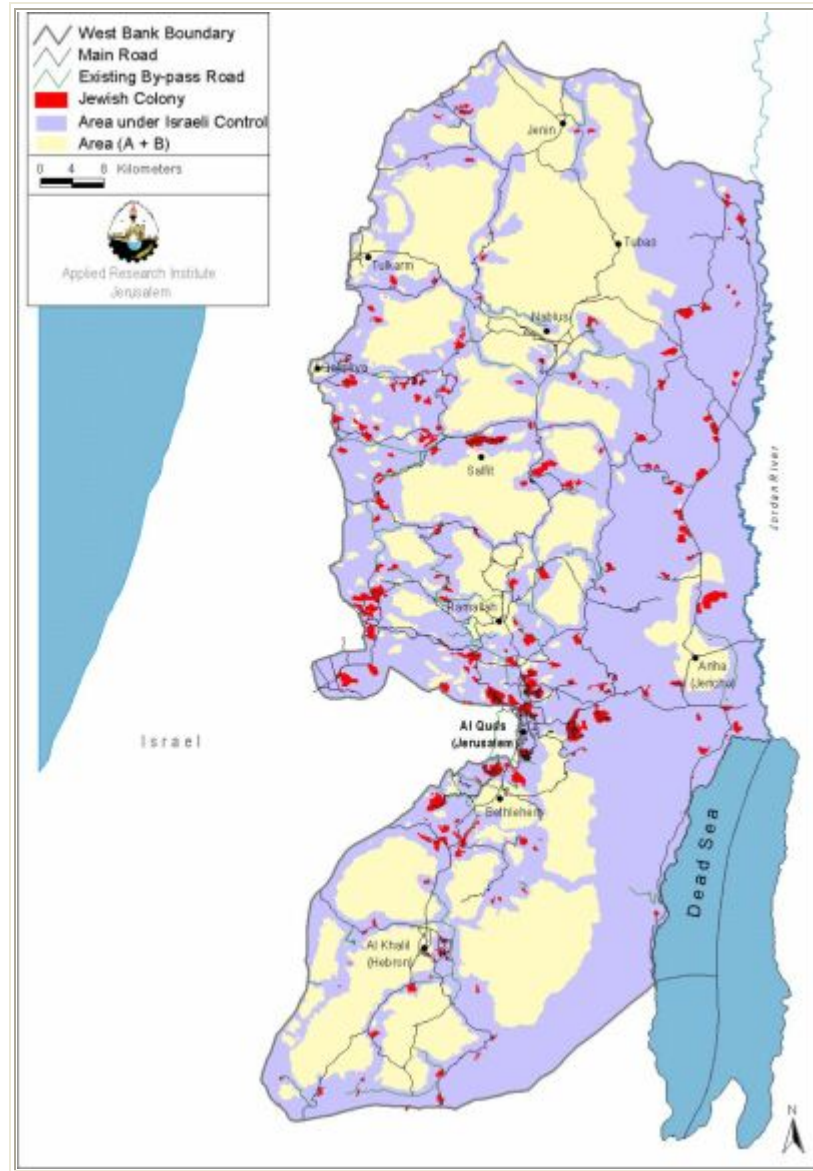 West Bank Boundary
Main Road
Existing By-pass Road
Jewish Colony
Area under Israeli Control
Area (A + B)
0 4 8 Kilometers
Applied Research Institute
Jerusalem
Jenin
Tubas
Tulkarm
Nablus
Salfit
Jordan River
Ramallah
Ariha
(Jericho)
Israel
Al Quds
(Jerusalem)
Bethlehem
Dead Sea
Al Khalil
(Hebron)
N